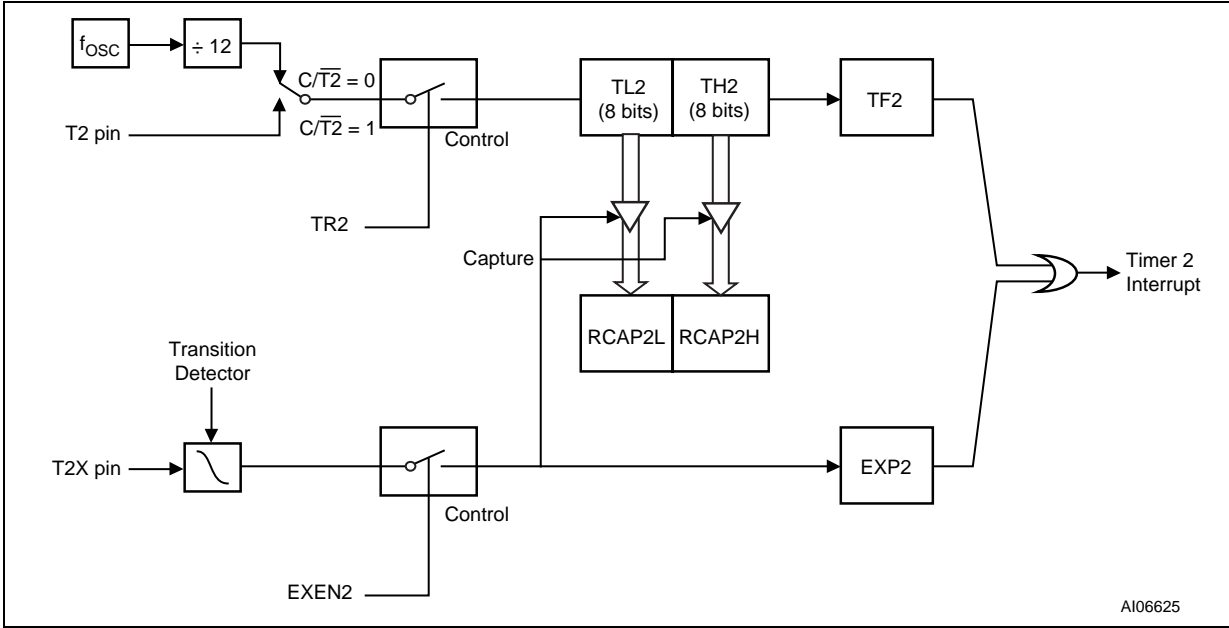 fOSC
÷ 12
C/T2̅ = 0
T2 pin
C/T2̅ = 1
Control
TR2
TL2
(8 bits)
TH2
(8 bits)
TF2
Capture
RCAP2L
RCAP2H
Timer 2
Interrupt
Transition
Detector
T2X pin
Control
EXP2
EXEN2
AI06625